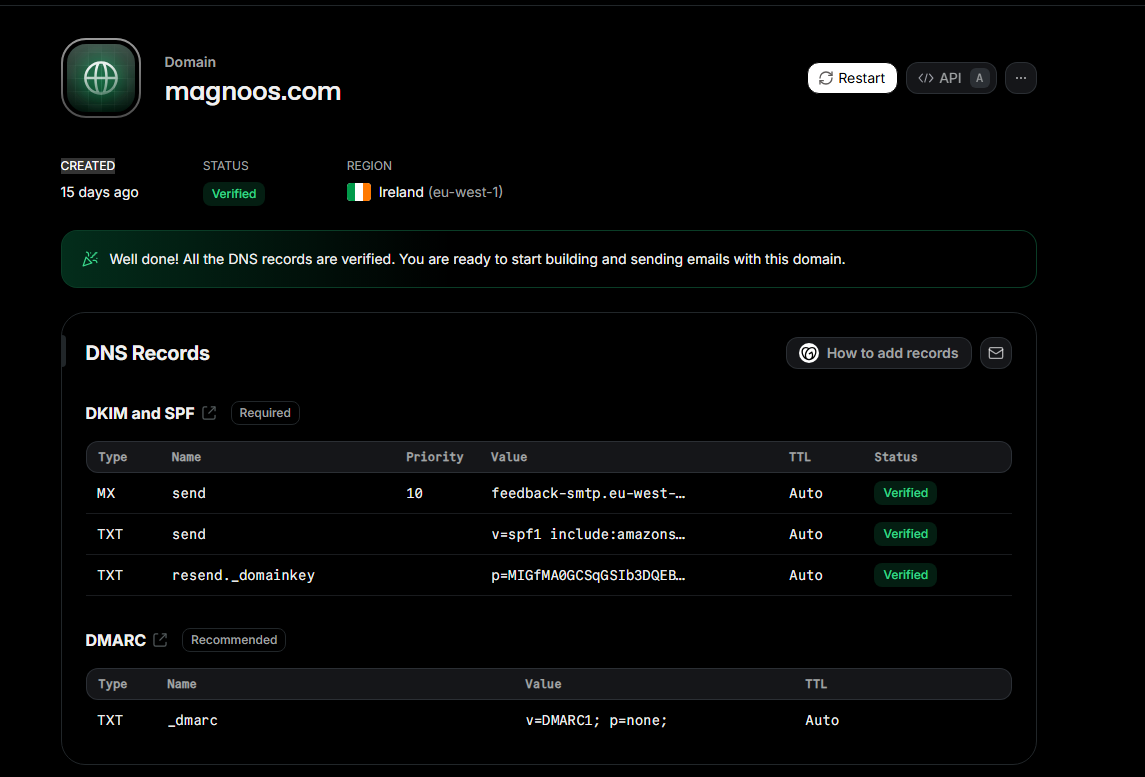 Domain
magnoos.com
Restart
API A
CREATED STATUS REGION
15 days ago Verified Ireland (eu-west-1)
Well done! All the DNS records are verified. You are ready to start building and sending emails with this domain.
DNS Records How to add records
DKIM and SPF Required
Type Name Priority Value TTL Status
MX send 10 feedback-smtp.eu-west-… Auto Verified
TXT send v=spf1 include:amazons… Auto Verified
TXT resend._domainkey p=MIGfMA0GCSqGSIb3DQEB… Auto Verified
DMARC Recommended
Type Name Value TTL
TXT _dmarc v=DMARC1; p=none; Auto